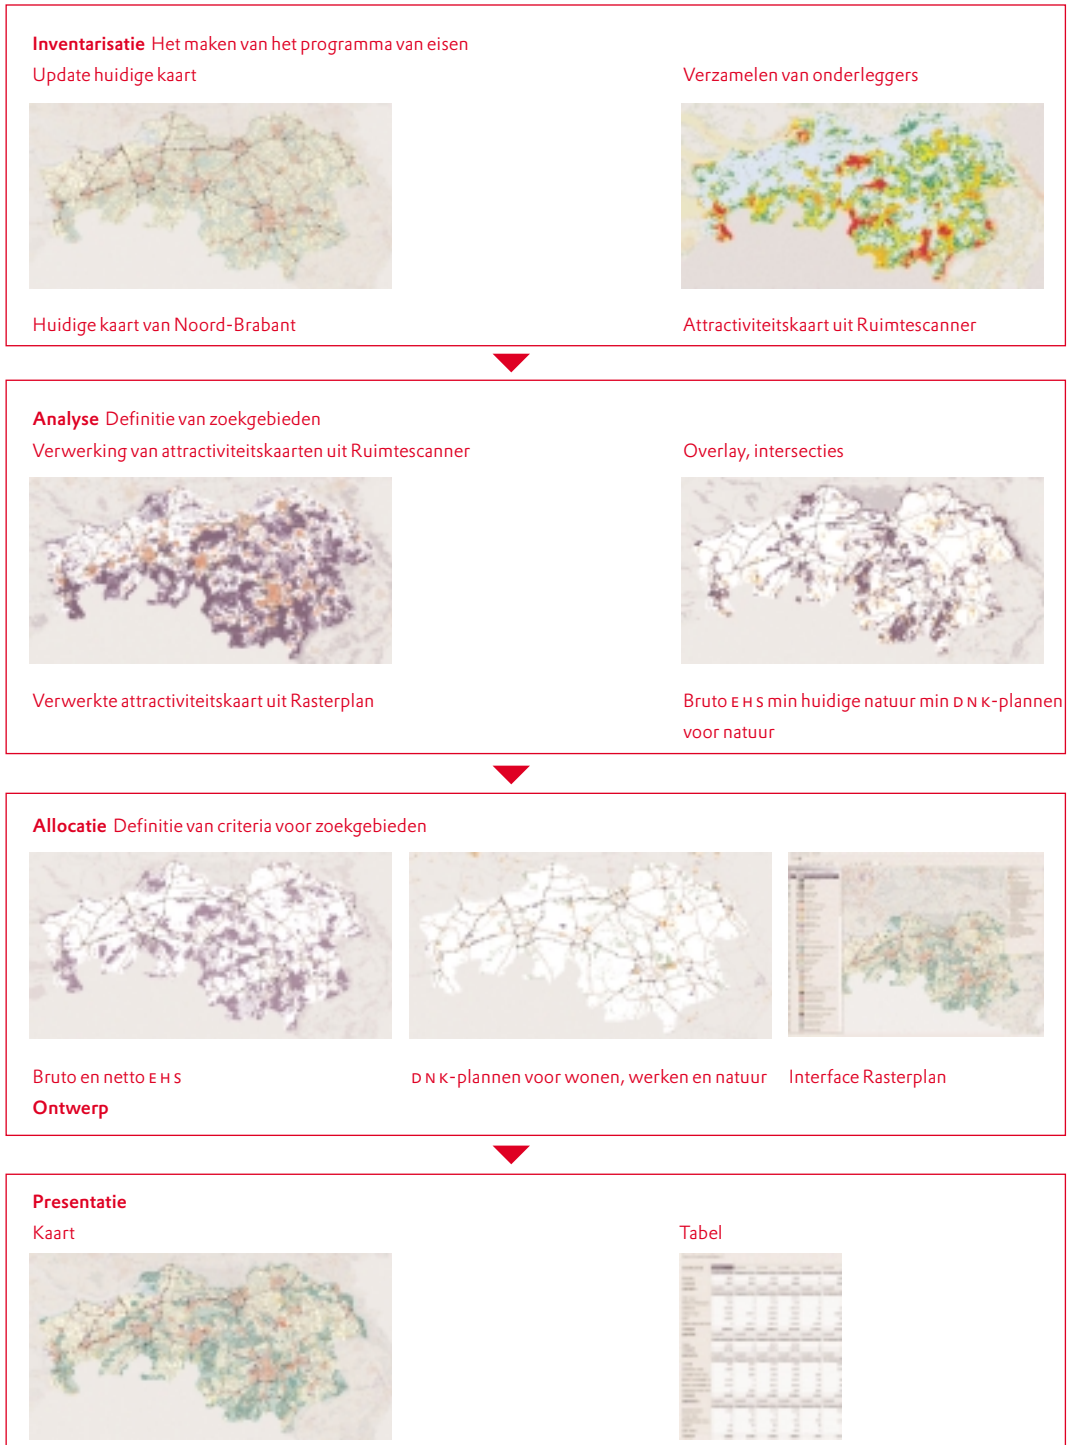 Inventarisatie Het maken van het programma van eisen
Update huidige kaart
Verzamelen van onderleggers
Huidige kaart van Noord-Brabant
Attractiviteitskaart uit Ruimtescanner
Analyse Definitie van zoekgebieden
Verwerking van attractiviteitskaarten uit Ruimtescanner
Overlay, intersecties
Verwerkte attractiviteitskaart uit Rasterplan
Bruto EHS min huidige natuur min DNK-plannen
voor natuur
Allocatie Definitie van criteria voor zoekgebieden
Bruto en netto EHS
DNK-plannen voor wonen, werken en natuur
Interface Rasterplan
Ontwerp
Presentatie
Kaart
Tabel